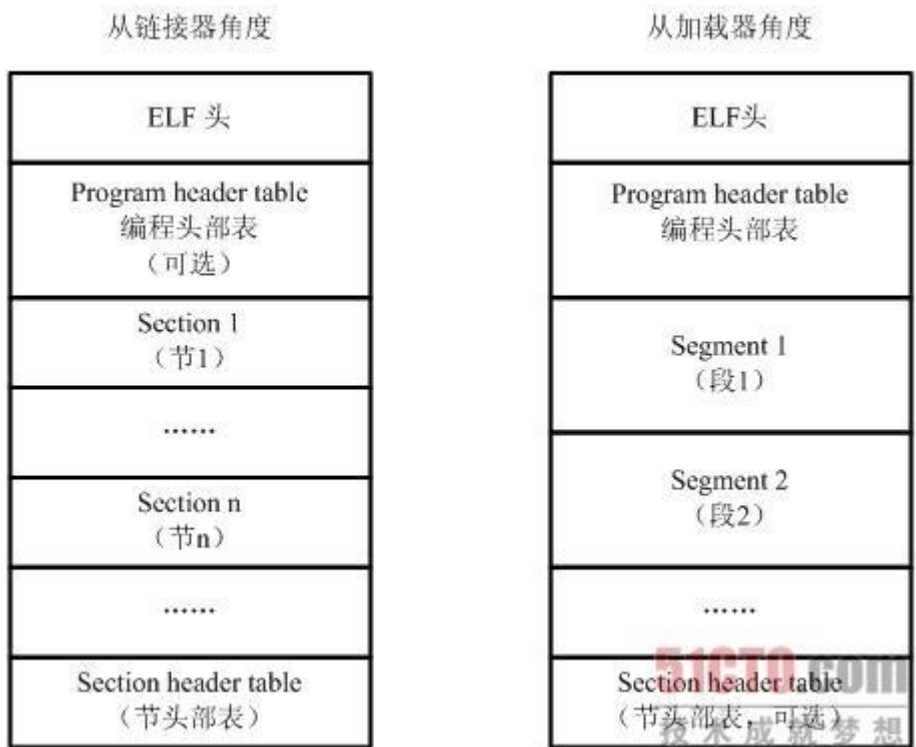 从链接器角度
ELF 头
Program header table
编程头部表
（可选）
Section 1
（节1）
......
Section n
（节n）
......
Section header table
（节头部表）
从加载器角度
ELF头
Program header table
编程头部表
Segment 1
（段1）
Segment 2
（段2）
......
Section header table
（节头部表，可选）
51CTO.com
技术成就梦想